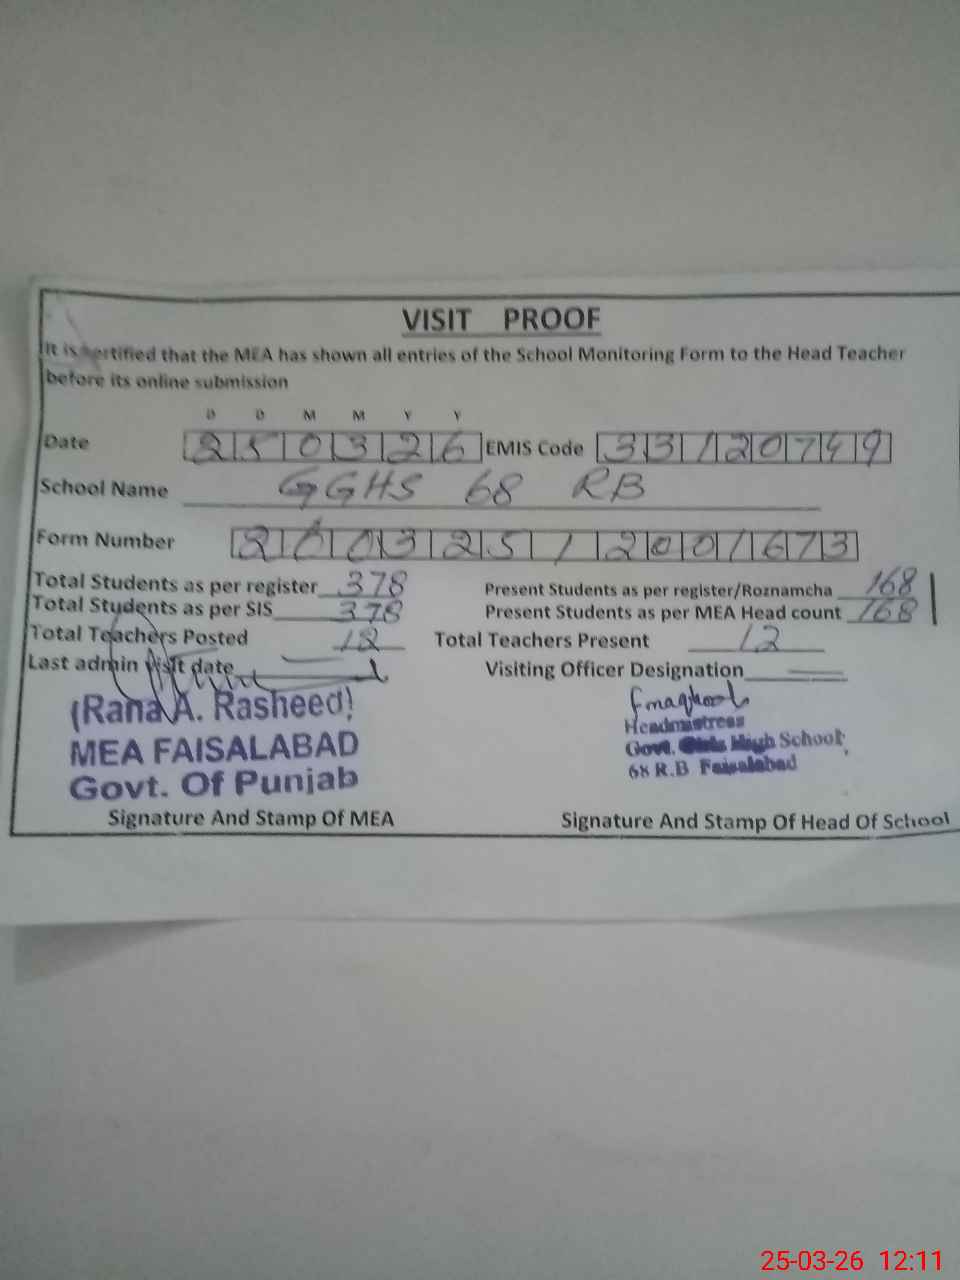 VISIT PROOF
It is certified that the MEA has shown all entries of the School Monitoring Form to the Head Teacher
before its online submission
D D M M Y Y
Date 250326 EMIS Code 33120749
School Name GGHS 68 RB
Form Number 20032512001673
Total Students as per register 378 Present Students as per register/Roznamcha 168
Total Students as per SIS 378 Present Students as per MEA Head count 168
Total Teachers Posted 12 Total Teachers Present 12
Last admin visit date Visiting Officer Designation
(Rana A. Rasheed)
MEA FAISALABAD
Govt. Of Punjab
Headmistress
Govt. Girls High School,
68 R.B Faisalabad
Signature And Stamp Of MEA Signature And Stamp Of Head Of School
25-03-26 12:11